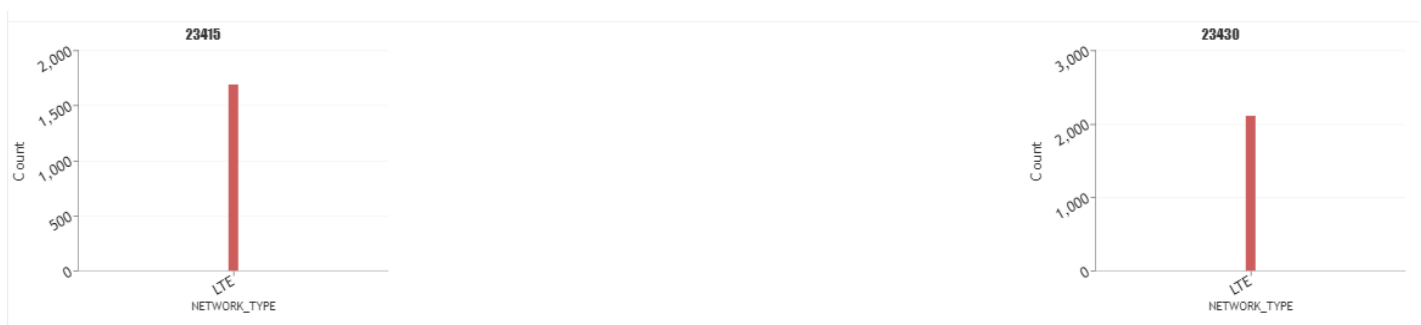 23415
2,000
1,500
1,000
500
0
Count
LTE
NETWORK_TYPE
23430
3,000
2,000
1,000
0
Count
LTE
NETWORK_TYPE